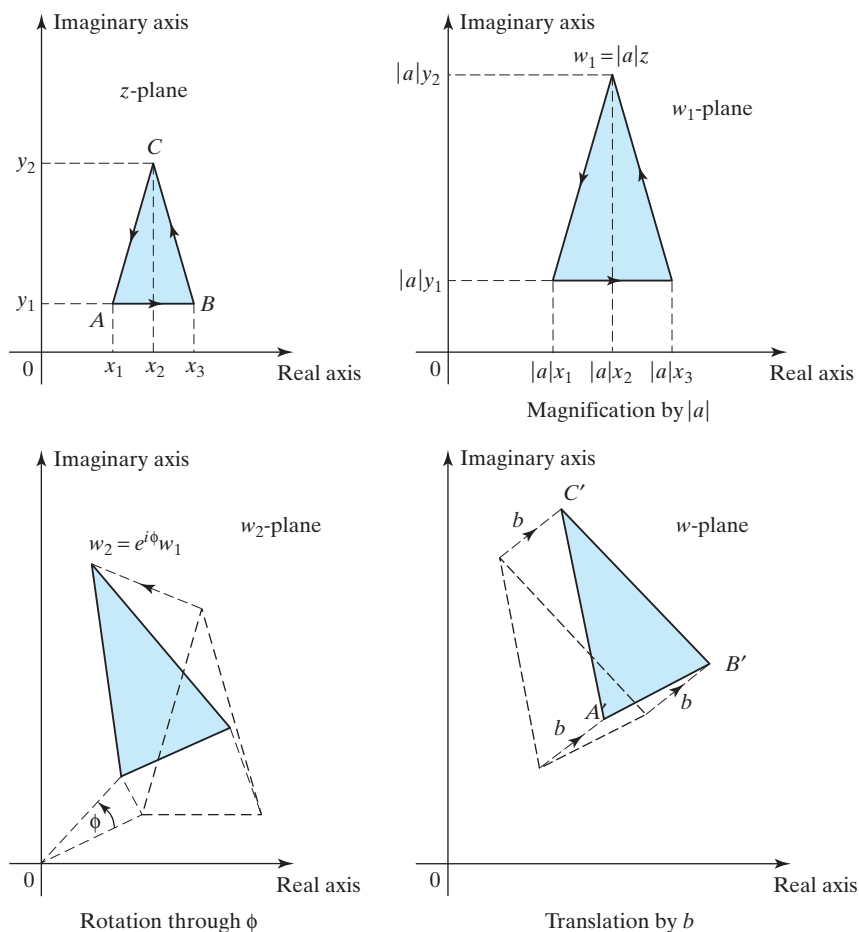 Imaginary axis
z-plane
C
y₂
y₁
A
B
0
x₁ x₂ x₃
Real axis
Imaginary axis
w₁ = |a|z
|a|y₂
w₁-plane
|a|y₁
0
|a|x₁ |a|x₂ |a|x₃
Real axis
Magnification by |a|
Imaginary axis
w₂-plane
w₂ = e^{iϕ}w₁
ϕ
0
Real axis
Rotation through ϕ
Imaginary axis
C′
b
w-plane
B′
A′
b
b
0
Real axis
Translation by b